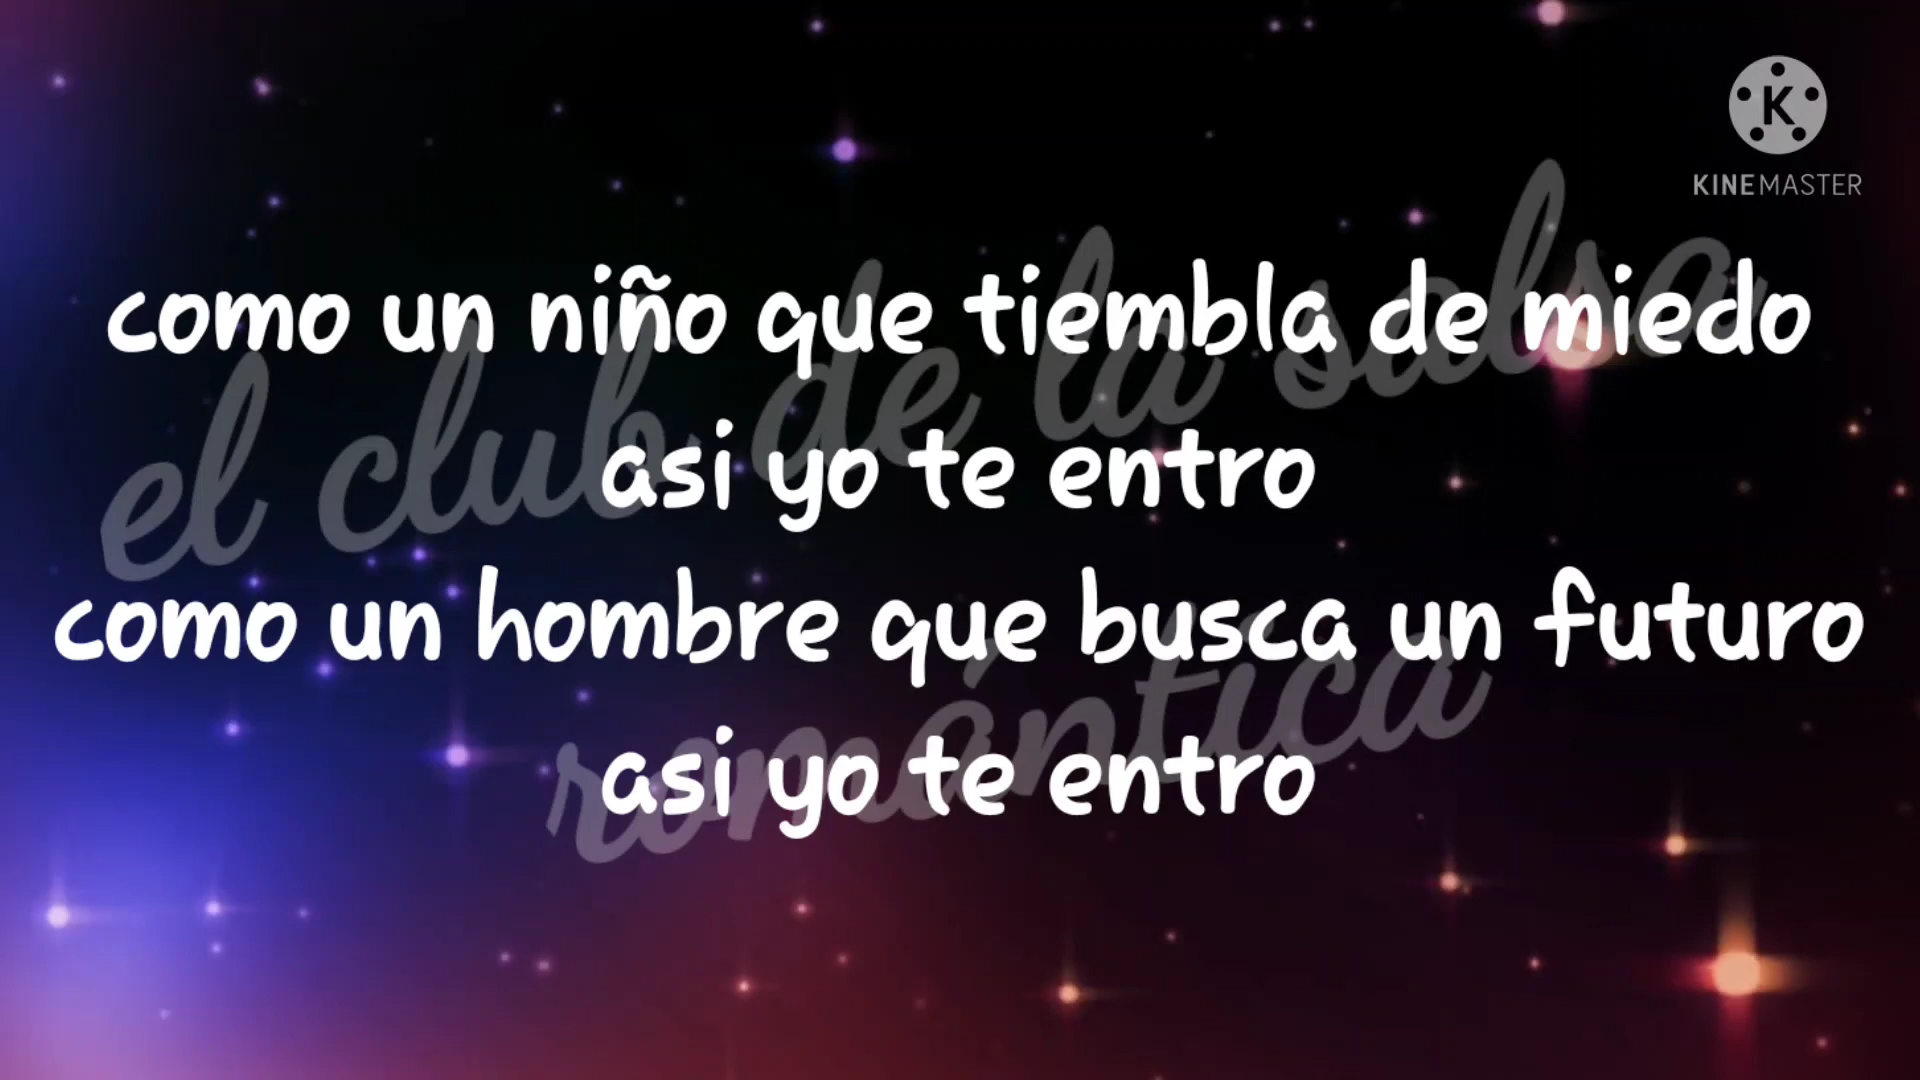 KINEMASTER
como un niño que tiembla de miedo
asi yo te entro
como un hombre que busca un futuro
asi yo te entro
el club de la salsa
romántica